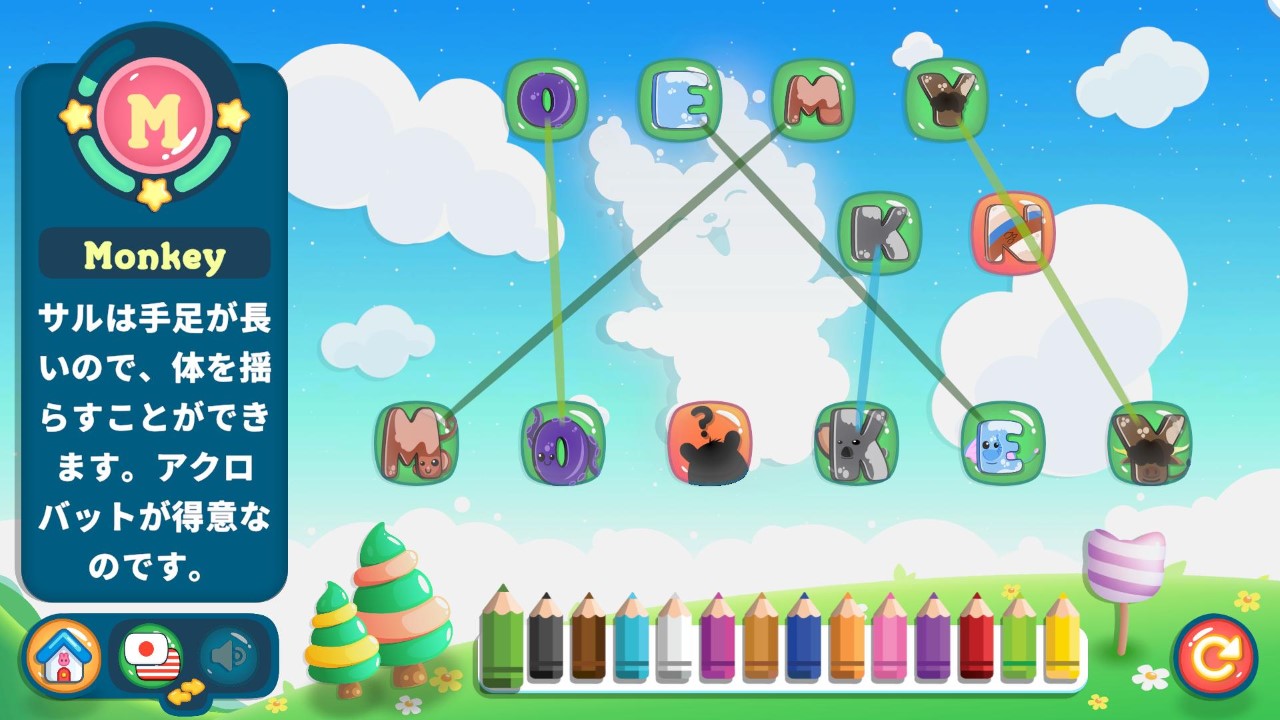 M
Monkey
サルは手足が長
いので、体を揺
らすことができ
ます。アクロ
バットが得意な
のです。
O E M Y
K N
M O ? K E Y